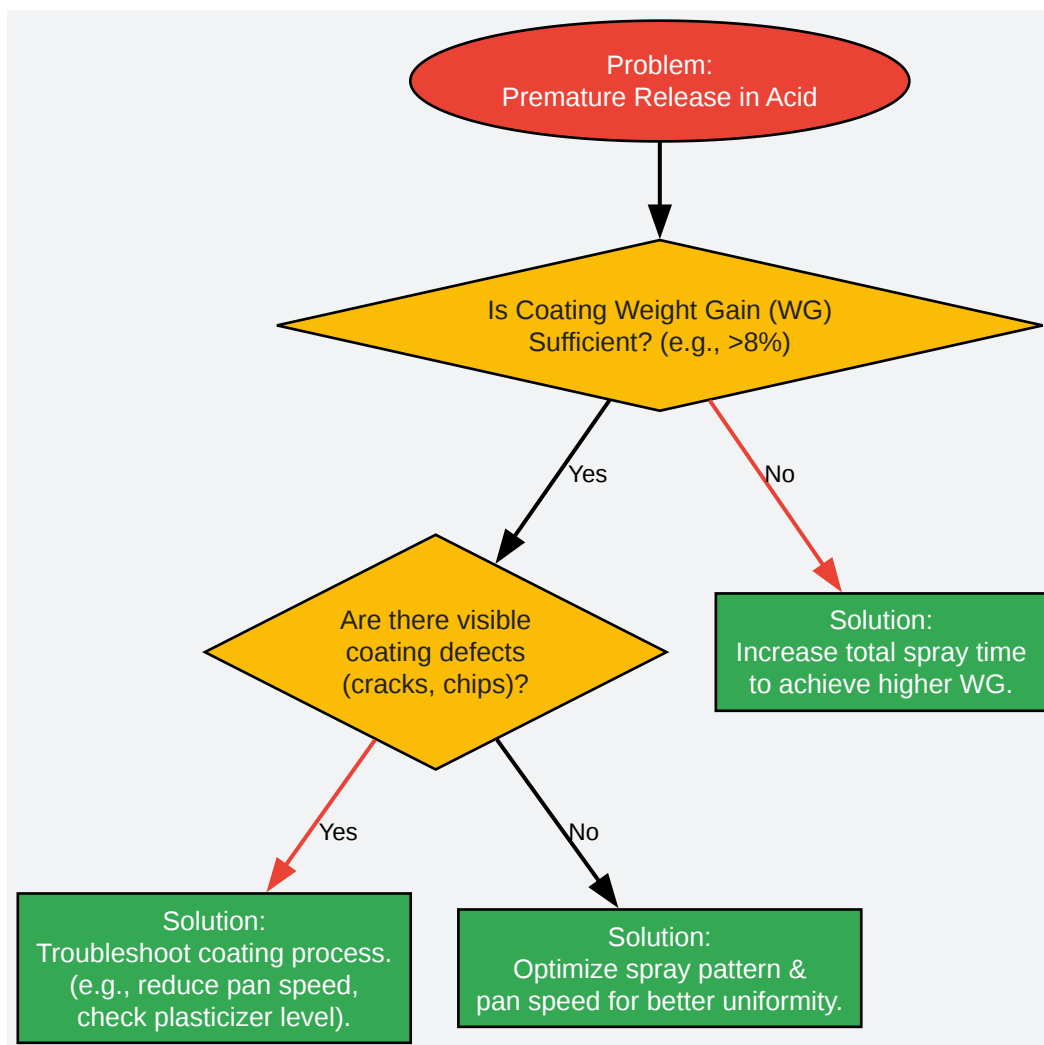 Problem:
Premature Release in Acid
Is Coating Weight Gain (WG)
Sufficient? (e.g., >8%)
Yes
No
Are there visible
coating defects
(cracks, chips)?
Solution:
Increase total spray time
to achieve higher WG.
Yes
No
Solution:
Troubleshoot coating process.
(e.g., reduce pan speed,
check plasticizer level).
Solution:
Optimize spray pattern &
pan speed for better uniformity.